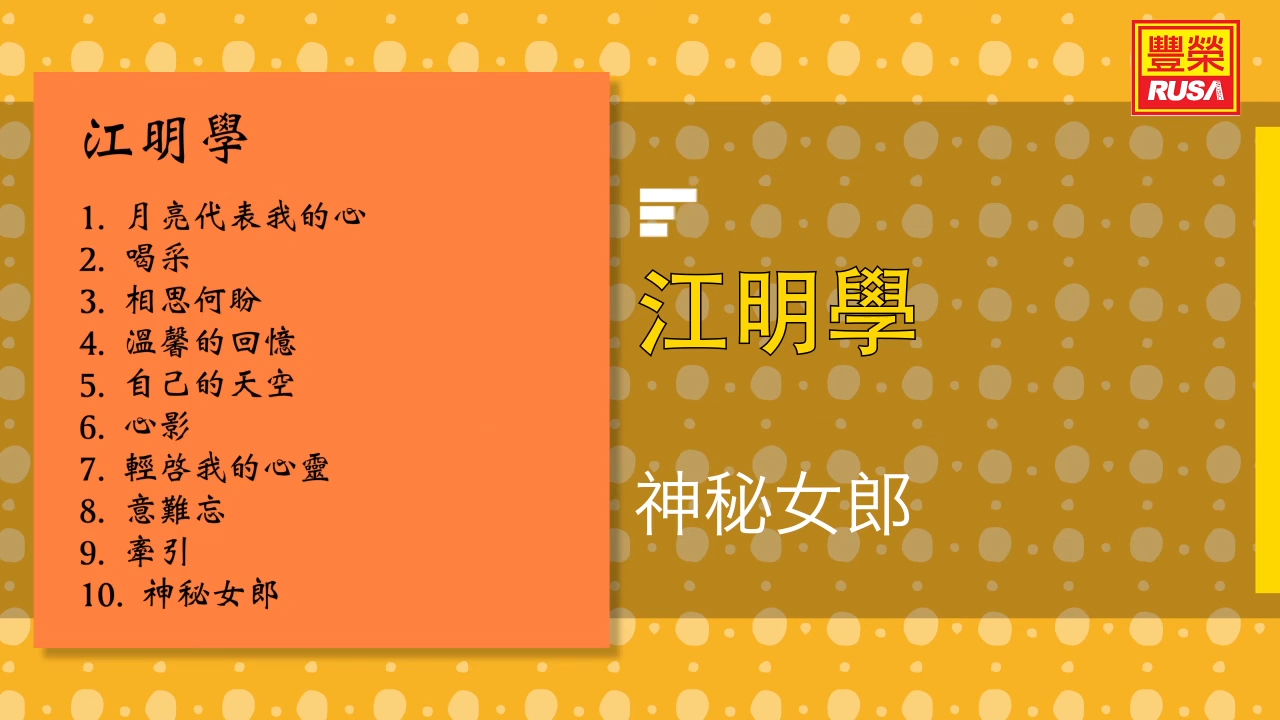 江明學
1. 月亮代表我的心
2. 喝采
3. 相思何盼
4. 溫馨的回憶
5. 自己的天空
6. 心影
7. 輕啓我的心靈
8. 意難忘
9. 牽引
10. 神秘女郎
豐榮
RUSA
江明學
神秘女郎